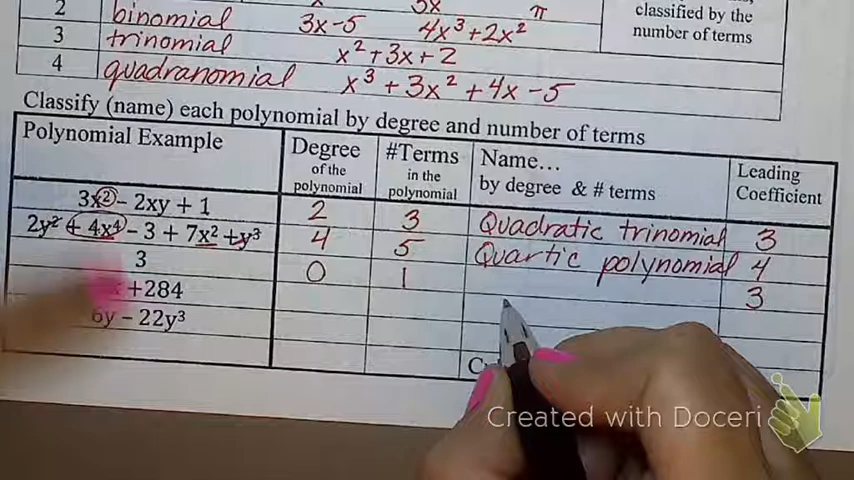 2 binomial 3x-5 4x³+2x² π
3 trinomial x²+3x+2
4 quadranomial x³+3x²+4x-5
classified by the
number of terms
Classify (name) each polynomial by degree and number of terms
Polynomial Example Degree of the polynomial #Terms in the polynomial Name... by degree & # terms Leading Coefficient
3x² - 2xy + 1 2 3 Quadratic trinomial 3
2y² + 4x⁴ - 3 + 7x² + y³ 4 5 Quartic polynomial 4
3 0 1 3
+284
6y - 22y³
Created with Doceri